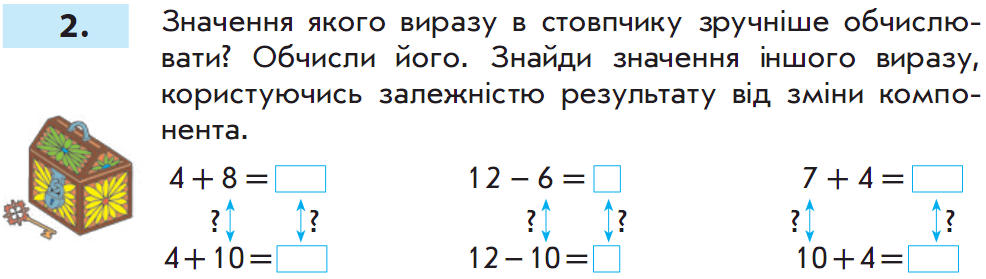 2.
Значення якого виразу в стовпчику зручніше обчислю-
вати? Обчисли його. Знайди значення іншого виразу,
користуючись залежністю результату від зміни компо-
нента.
4 + 8 = 12 – 6 = 7 + 4 =
? ? ? ? ? ?
4 + 10 = 12 – 10 = 10 + 4 =